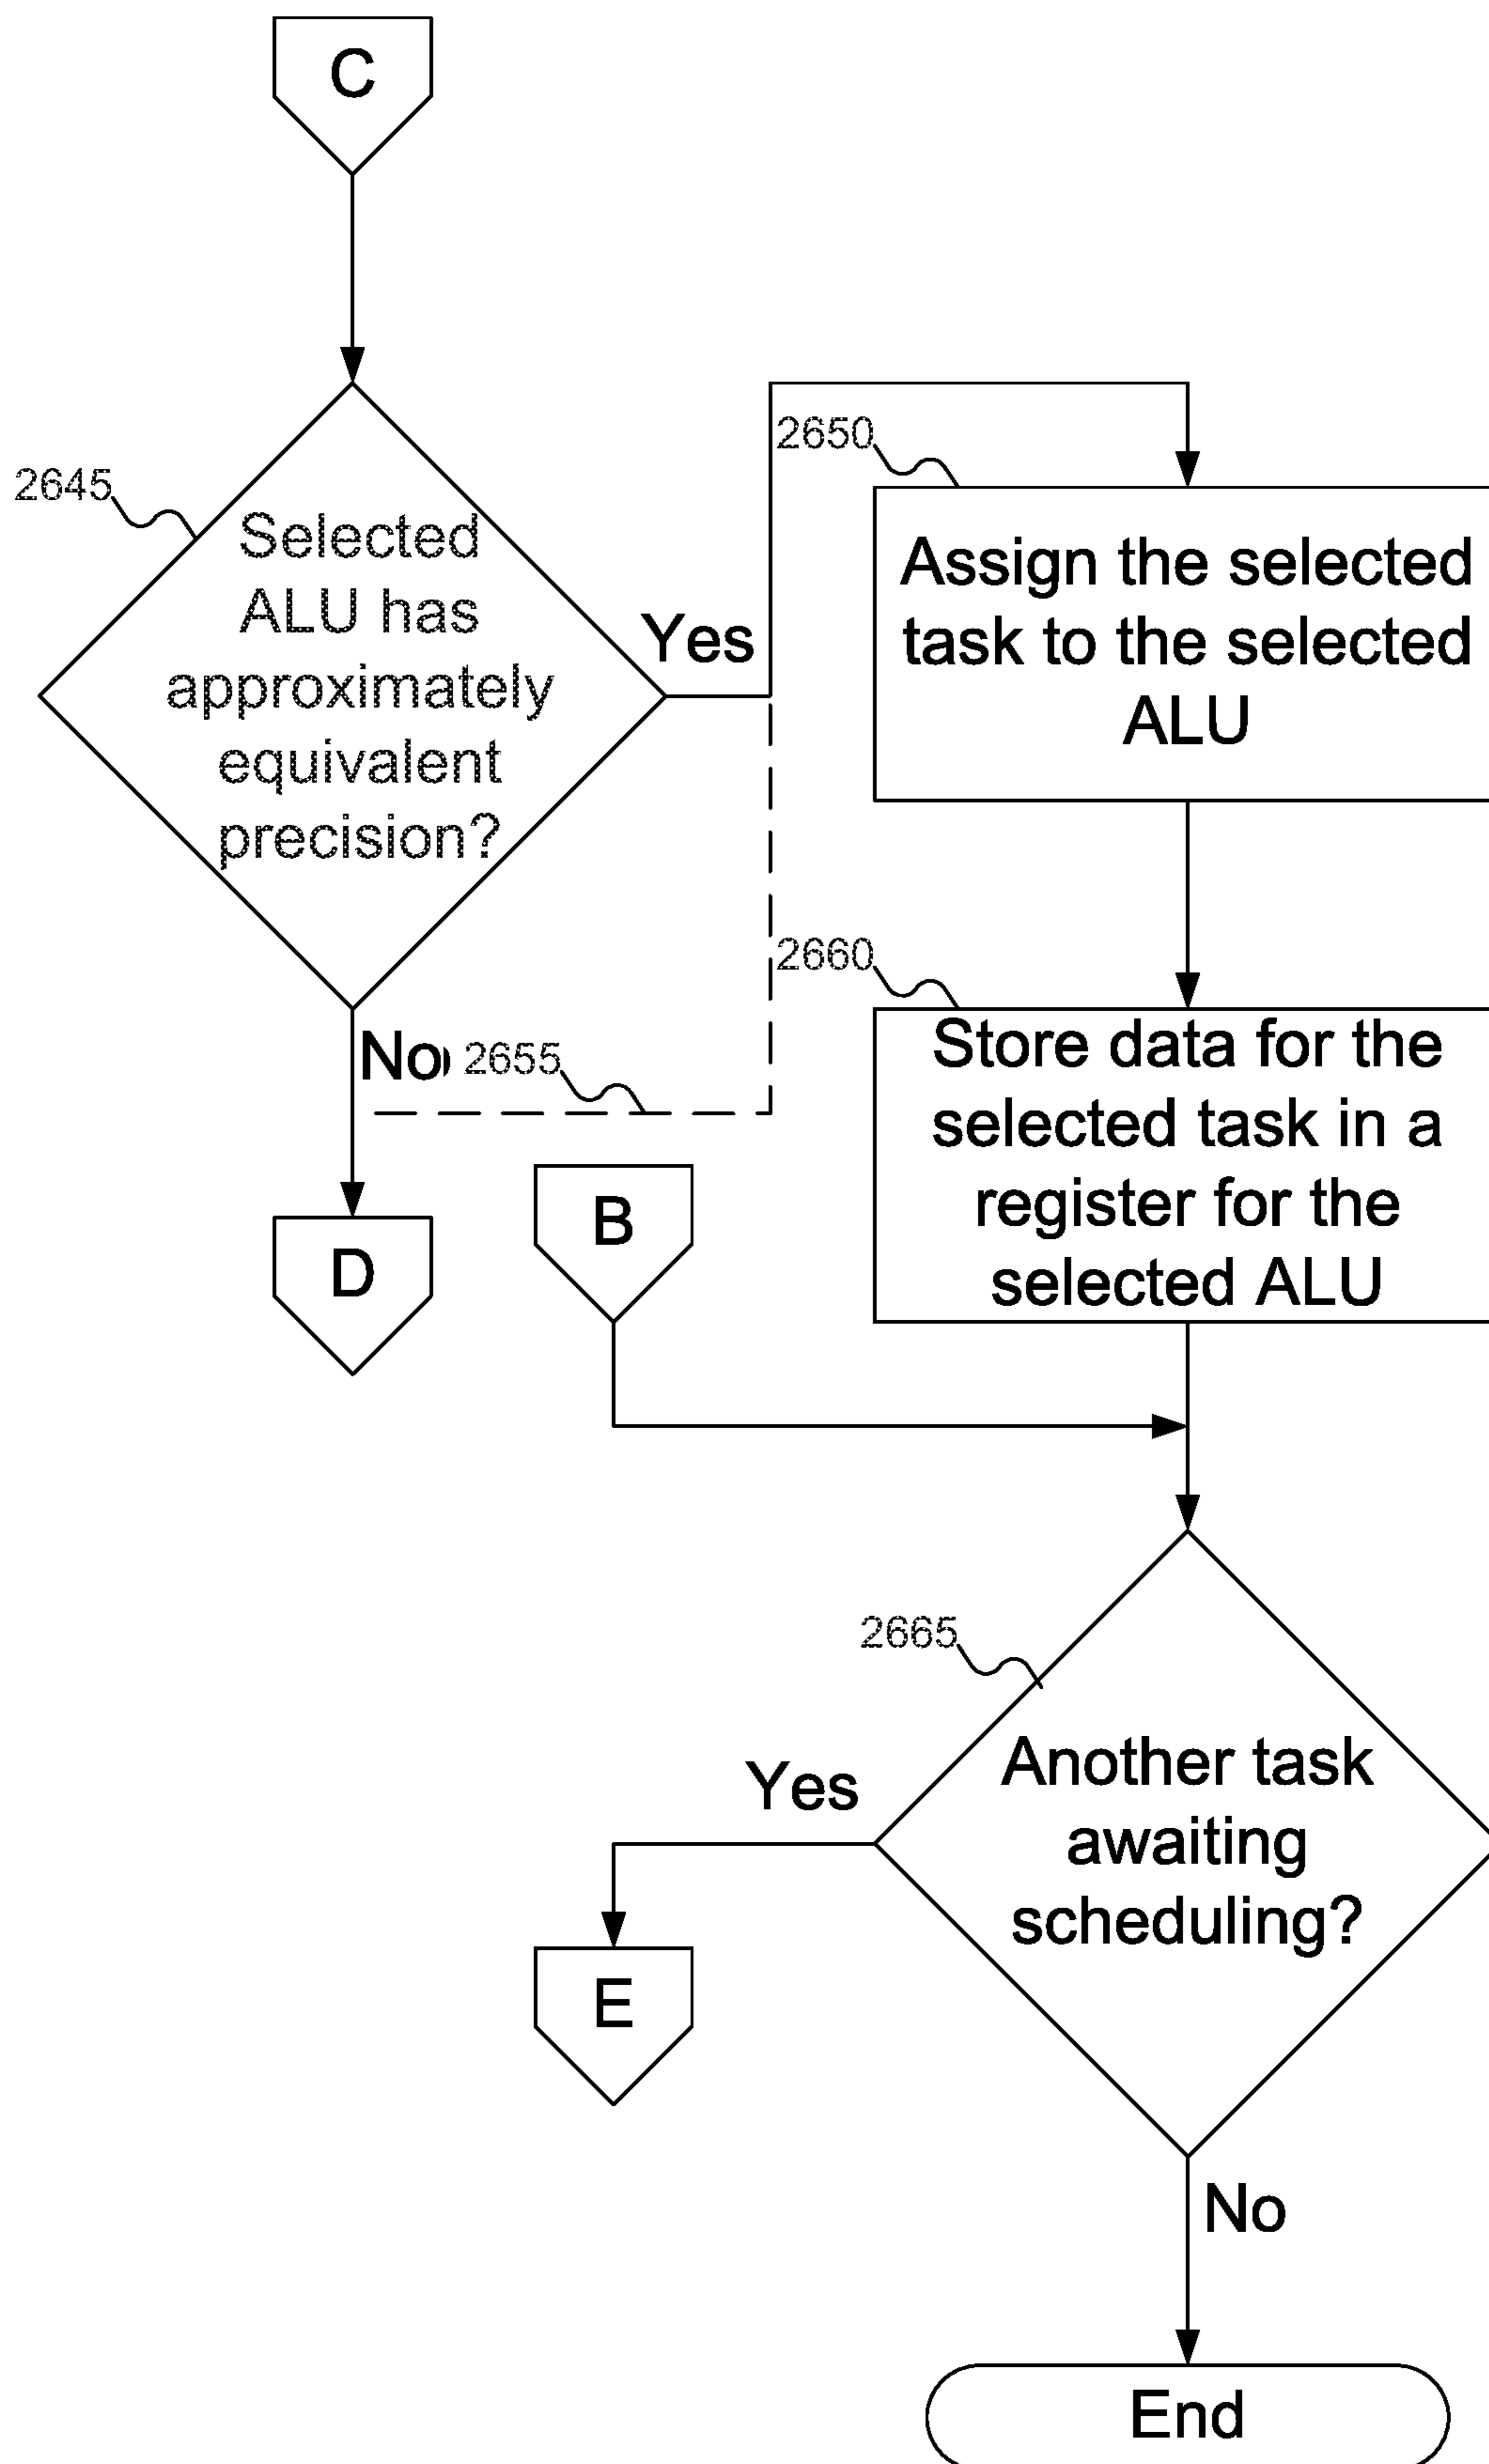 C
2645
Selected
ALU has
approximately
equivalent
precision?
Yes
2650
Assign the selected
task to the selected
ALU
No
2655
D
2660
Store data for the
selected task in a
register for the
selected ALU
B
2665
Another task
awaiting
scheduling?
Yes
E
No
End